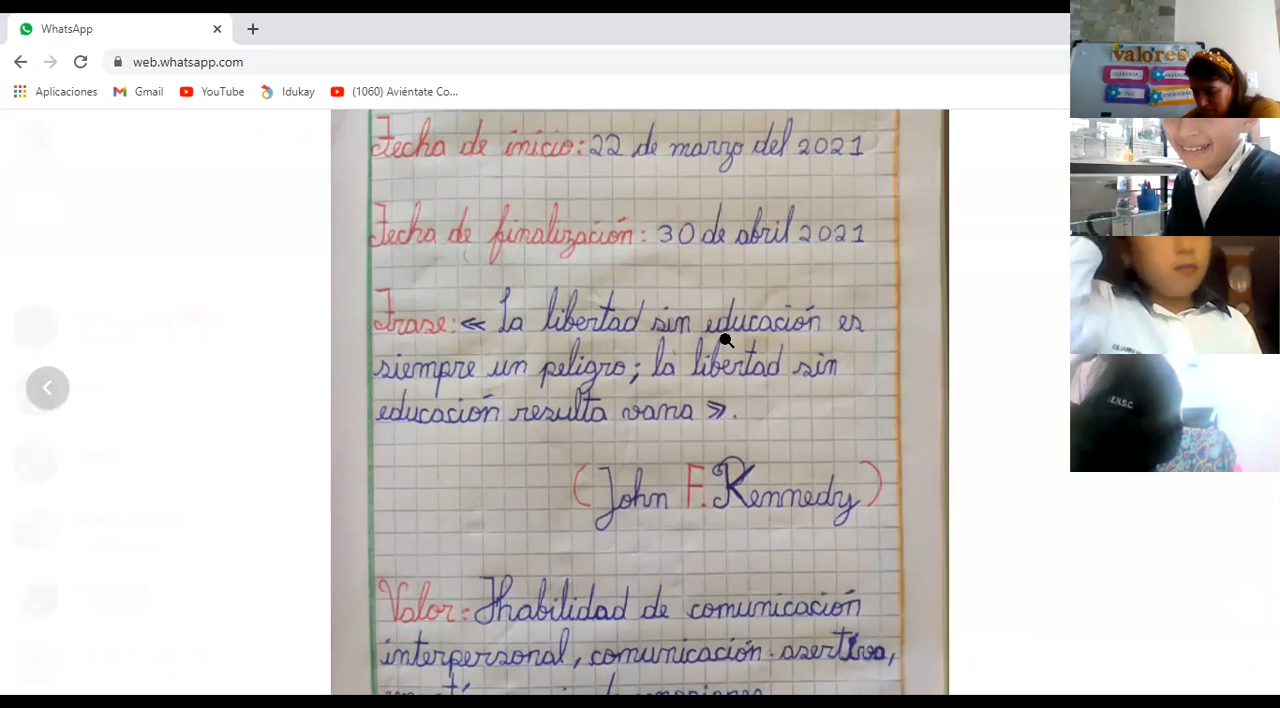 WhatsApp
web.whatsapp.com
Aplicaciones
Gmail
YouTube
Idukay
(1060) Aviéntate Co...
Fecha de inicio: 22 de marzo del 2021
Fecha de finalización: 30 de abril 2021
Frase: « La libertad sin educación es
siempre un peligro; la libertad sin
educación resulta vana ».
(John F. Kennedy)
Valor: Habilidad de comunicación
interpersonal, comunicación asertiva,
valores